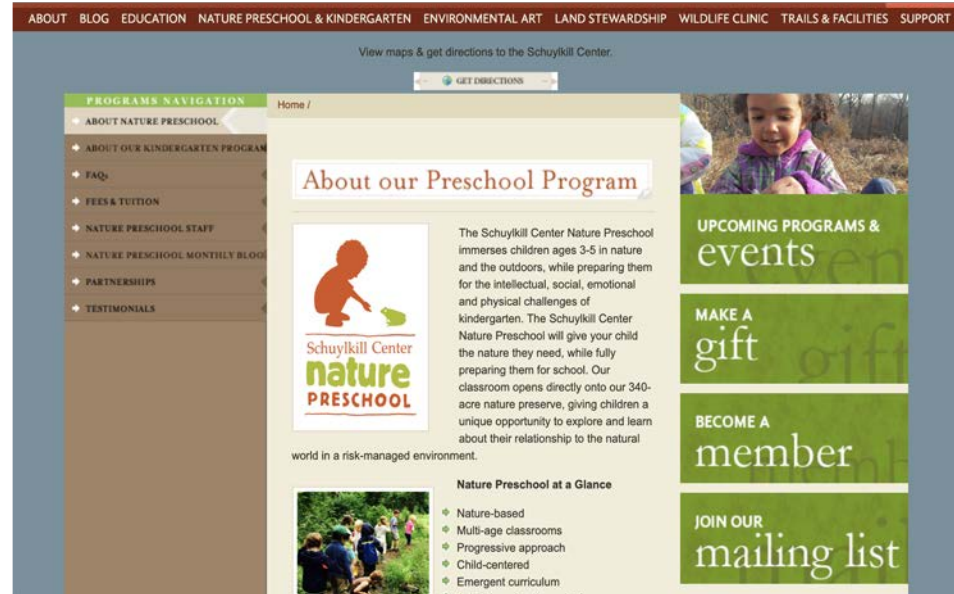 ABOUT BLOG EDUCATION NATURE PRESCHOOL & KINDERGARTEN ENVIRONMENTAL ART LAND STEWARDSHIP WILDLIFE CLINIC TRAILS & FACILITIES SUPPORT
View maps & get directions to the Schuylkill Center.
GET DIRECTIONS
PROGRAMS NAVIGATION
ABOUT NATURE PRESCHOOL
ABOUT OUR KINDERGARTEN PROGRAM
FAQs
FEES & TUITION
NATURE PRESCHOOL STAFF
NATURE PRESCHOOL MONTHLY BLOG
PARTNERSHIPS
TESTIMONIALS
Home /
About our Preschool Program
Schuylkill Center
nature
PRESCHOOL
The Schuylkill Center Nature Preschool
immerses children ages 3-5 in nature
and the outdoors, while preparing them
for the intellectual, social, emotional
and physical challenges of
kindergarten. The Schuylkill Center
Nature Preschool will give your child
the nature they need, while fully
preparing them for school. Our
classroom opens directly onto our 340-
acre nature preserve, giving children a
unique opportunity to explore and learn
about their relationship to the natural
world in a risk-managed environment.
Nature Preschool at a Glance
Nature-based
Multi-age classrooms
Progressive approach
Child-centered
Emergent curriculum
UPCOMING PROGRAMS &
events
MAKE A
gift
BECOME A
member
JOIN OUR
mailing list